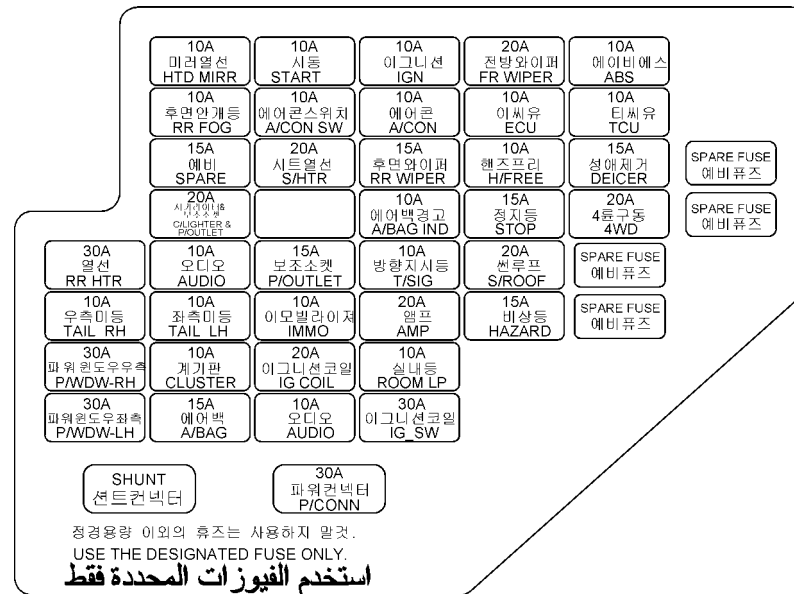 10A
미러열선
HTD MIRR
10A
시동
START
10A
이그니션
IGN
20A
전방와이퍼
FR WIPER
10A
에이비에스
ABS
10A
후면안개등
RR FOG
10A
에어콘스위치
A/CON SW
10A
에어콘
A/CON
10A
이씨유
ECU
10A
티씨유
TCU
15A
예비
SPARE
20A
시트열선
S/HTR
15A
후면와이퍼
RR WIPER
10A
핸즈프리
H/FREE
15A
성애제거
DEICER
SPARE FUSE
예비퓨즈
20A
시가라이터&
보조소켓
C/LIGHTER &
P/OUTLET
10A
에어백경고
A/BAG IND
15A
정지등
STOP
20A
4륜구동
4WD
SPARE FUSE
예비퓨즈
30A
열선
RR HTR
10A
오디오
AUDIO
15A
보조소켓
P/OUTLET
10A
방향지시등
T/SIG
20A
썬루프
S/ROOF
SPARE FUSE
예비퓨즈
10A
우측미등
TAIL RH
10A
좌측미등
TAIL LH
10A
이모빌라이져
IMMO
20A
앰프
AMP
15A
비상등
HAZARD
SPARE FUSE
예비퓨즈
30A
파워윈도우우측
P/WDW-RH
10A
계기판
CLUSTER
20A
이그니션코일
IG COIL
10A
실내등
ROOM LP
30A
파워윈도우좌측
P/WDW-LH
15A
에어백
A/BAG
10A
오디오
AUDIO
30A
이그니션코일
IG_SW
SHUNT
션트컨넥터
30A
파워컨넥터
P/CONN
정경용량 이외의 휴즈는 사용하지 말것.
USE THE DESIGNATED FUSE ONLY.
استخدم الفيوزات المحددة فقط